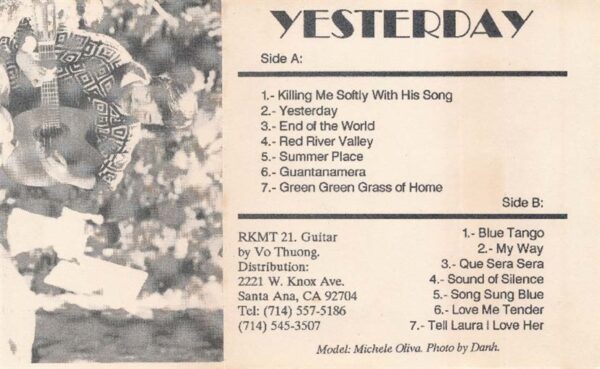 YESTERDAY
Side A:
1.- Killing Me Softly With His Song
2.- Yesterday
3.- End of the World
4.- Red River Valley
5.- Summer Place
6.- Guantanamera
7.- Green Green Grass of Home
Side B:
1.- Blue Tango
2.- My Way
3.- Que Sera Sera
4.- Sound of Silence
5.- Song Sung Blue
6.- Love Me Tender
7.- Tell Laura I Love Her
RKMT 21. Guitar
by Vo Thuong.
Distribution:
2221 W. Knox Ave.
Santa Ana, CA 92704
Tel: (714) 557-5186
(714) 545-3507
Model: Michele Oliva. Photo by Danh.